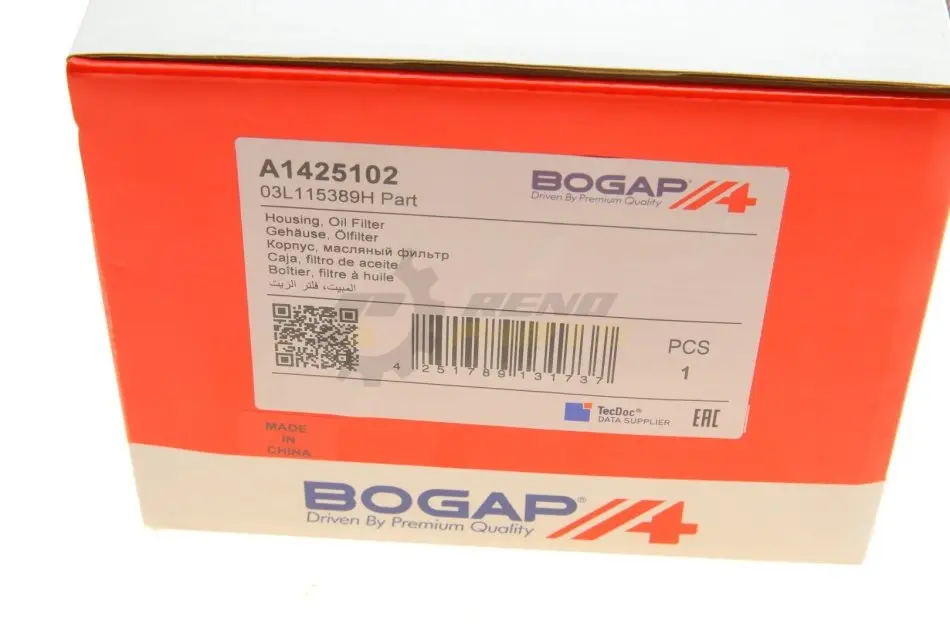 A1425102
03L115389H Part
BOGAP
Driven By Premium Quality
Housing, Oil Filter
Gehäuse, Ölfilter
Корпус, масляный фильтр
Caja, filtro de aceite
Boîtier, filtre à huile
المبيت، فلتر الزيت
RENO
4 251789 131737
PCS
1
TecDoc®
DATA SUPPLIER
EAC
MADE
IN
CHINA
BOGAP®
Driven By Premium Quality